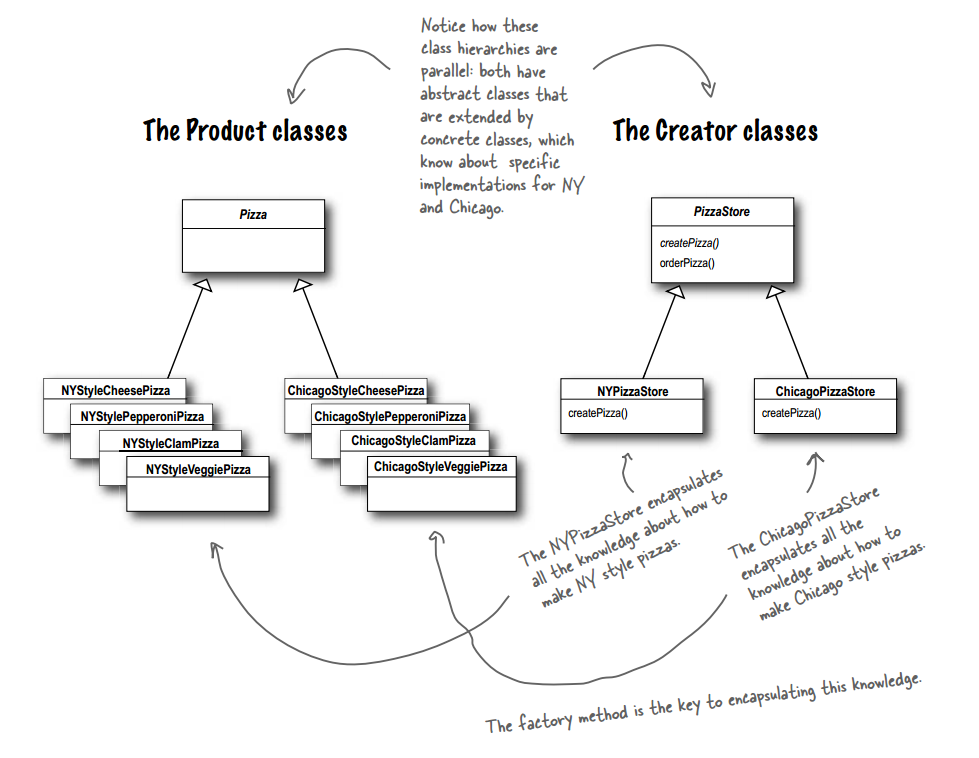 Notice how these
class hierarchies are
parallel: both have
abstract classes that
are extended by
concrete classes, which
know about specific
implementations for NY
and Chicago.
The Product classes
The Creator classes
Pizza
PizzaStore
createPizza()
orderPizza()
NYStyleCheesePizza
NYStylePepperoniPizza
NYStyleClamPizza
NYStyleVeggiePizza
ChicagoStyleCheesePizza
ChicagoStylePepperoniPizza
ChicagoStyleClamPizza
ChicagoStyleVeggiePizza
NYPizzaStore
createPizza()
ChicagoPizzaStore
createPizza()
The NYPizzaStore encapsulates
all the knowledge about how to
make NY style pizzas.
The ChicagoPizzaStore
encapsulates all the
knowledge about how to
make Chicago style pizzas.
The factory method is the key to encapsulating this knowledge.